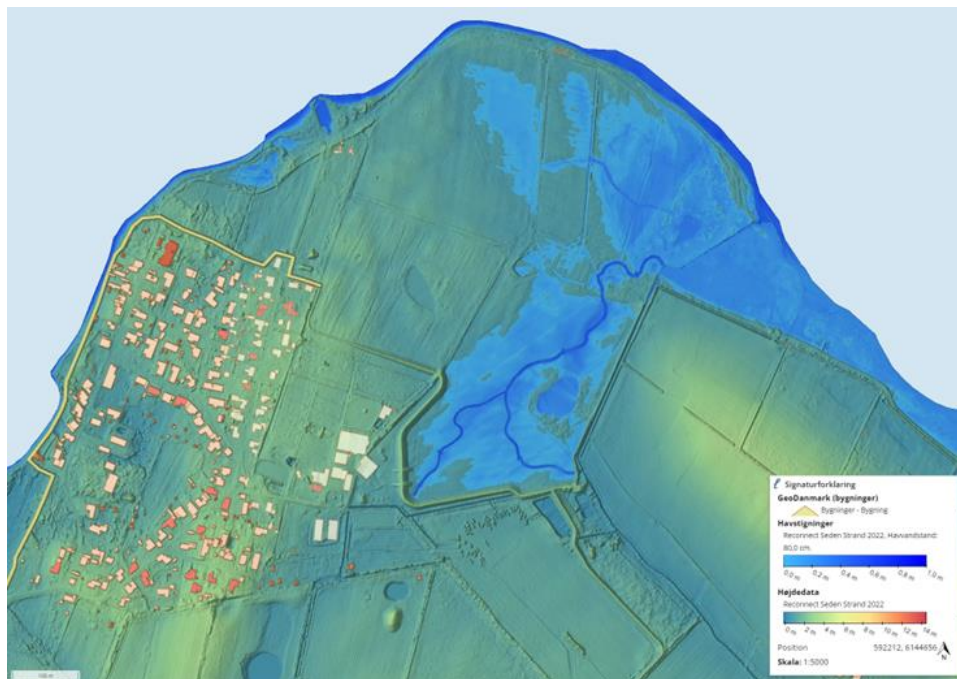 Signaturforklaring
GeoDanmark (bygninger)
Bygninger - Bygning
Havstigninger
Reconnect Seden Strand 2022, Havvandstand:
80,0 cm.
0,0 m 0,2 m 0,4 m 0,6 m 0,8 m 1,0 m
Højdedata
Reconnect Seden Strand 2022
0 m 2 m 4 m 6 m 8 m 10 m 12 m 14 m
Position 592212, 6144656
Skala: 1:5000
N
100 m